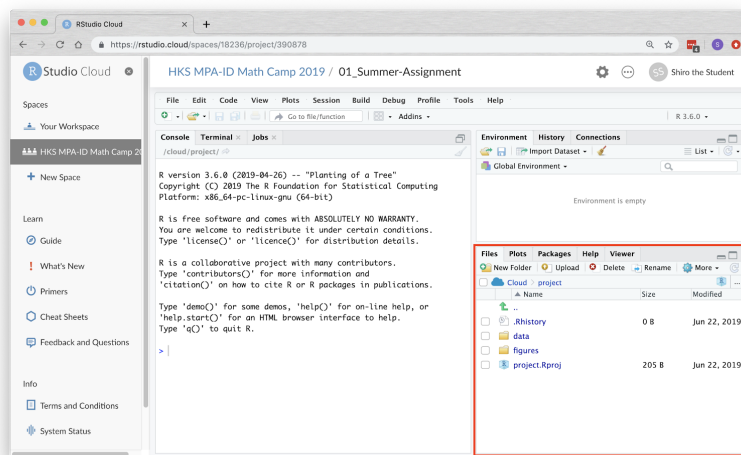 RStudio Cloud
https://rstudio.cloud/spaces/18236/project/390878
S
R Studio Cloud
HKS MPA-ID Math Camp 2019 / 01_Summer-Assignment
SS Shiro the Student
Spaces
Your Workspace
HKS MPA-ID Math Camp 20
New Space
Learn
Guide
What's New
Primers
Cheat Sheets
Feedback and Questions
Info
Terms and Conditions
System Status
File Edit Code View Plots Session Build Debug Profile Tools Help
Go to file/function Addins R 3.6.0
Console Terminal Jobs
/cloud/project/
R version 3.6.0 (2019-04-26) -- "Planting of a Tree"
Copyright (C) 2019 The R Foundation for Statistical Computing
Platform: x86_64-pc-linux-gnu (64-bit)
R is free software and comes with ABSOLUTELY NO WARRANTY.
You are welcome to redistribute it under certain conditions.
Type 'license()' or 'licence()' for distribution details.
R is a collaborative project with many contributors.
Type 'contributors()' for more information and
'citation()' on how to cite R or R packages in publications.
Type 'demo()' for some demos, 'help()' for on-line help, or
'help.start()' for an HTML browser interface to help.
Type 'q()' to quit R.
>
Environment History Connections
Import Dataset List
Global Environment
Environment is empty
Files Plots Packages Help Viewer
New Folder Upload Delete Rename More
Cloud > project ...
Name Size Modified
..
.Rhistory 0 B Jun 22, 2019
data
figures
project.Rproj 205 B Jun 22, 2019